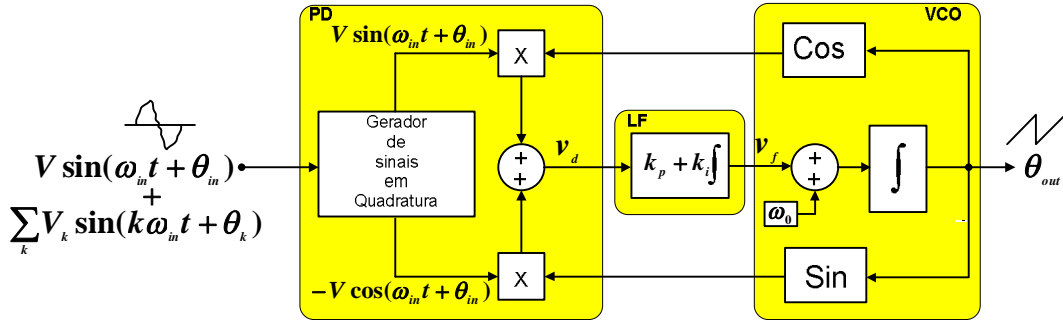 PD
VCO
V sin(ω_in t + θ_in)
X
Cos
V sin(ω_in t + θ_in)
+
∑_k V_k sin(kω_in t + θ_k)
Gerador
de
sinais
em
Quadratura
+
+
v_d
LF
k_p + k_i ∫
v_f
+
+
ω_0
∫
θ_out
-V cos(ω_in t + θ_in)
X
Sin